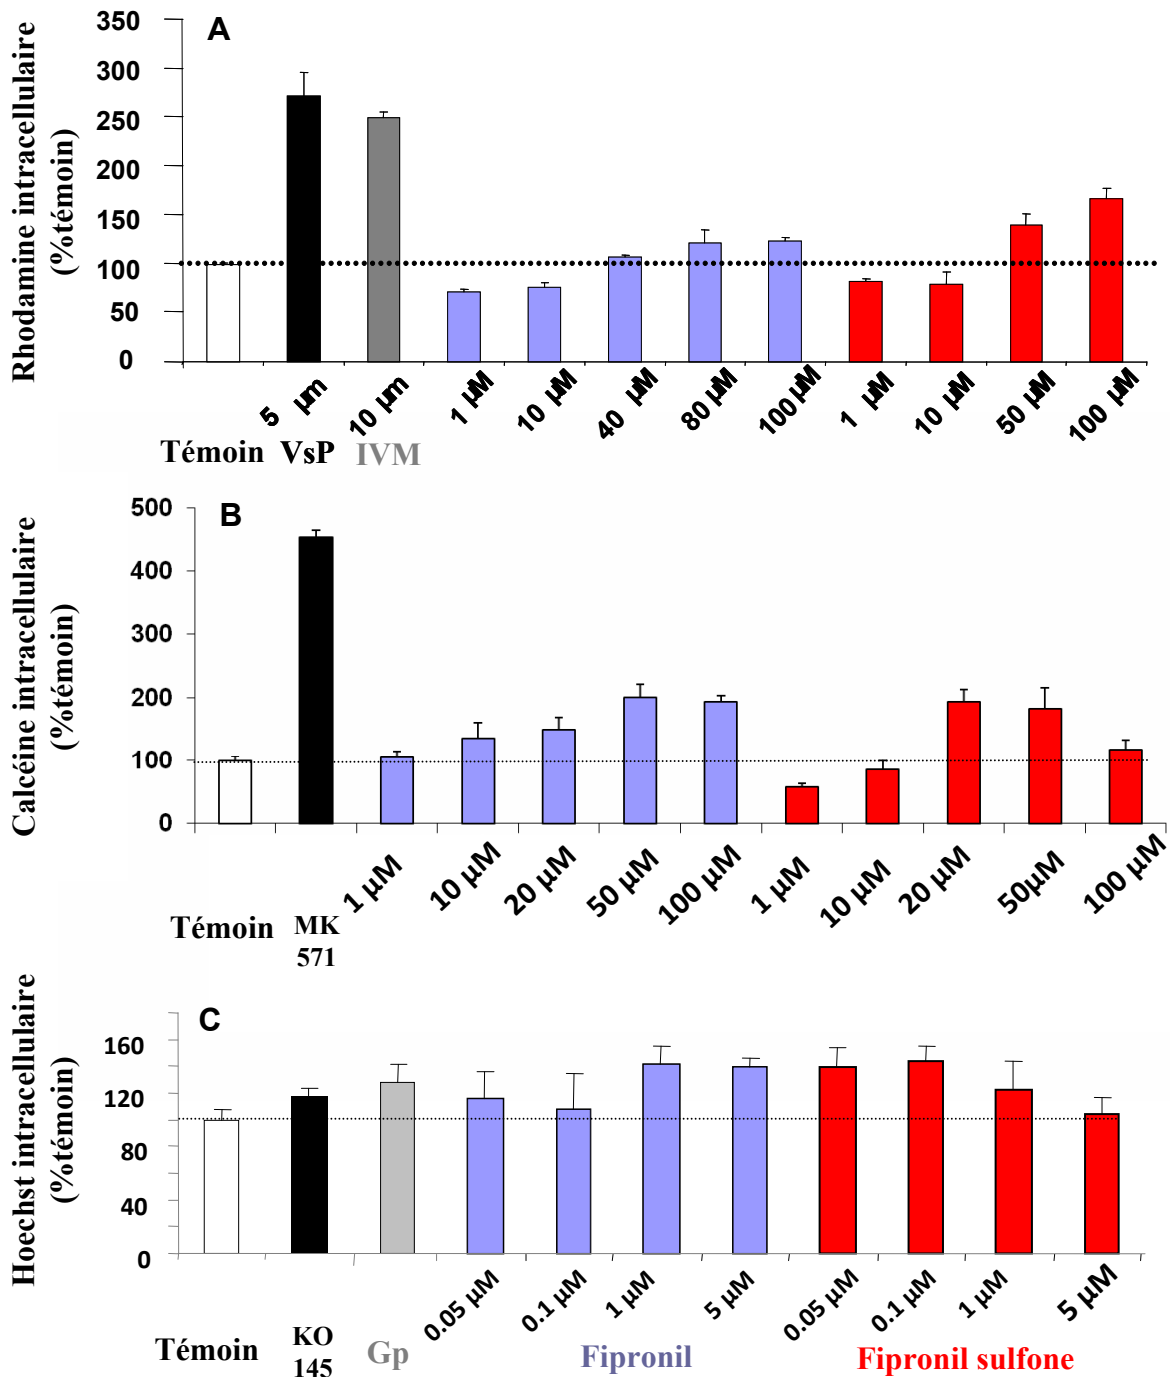 A
Rhodamine intracellulaire
(%témoin)
350
300
250
200
150
100
50
0
5 µm
10 µm
1 µM
10 µM
40 µM
80 µM
100 µM
1 µM
10 µM
50 µM
100 µM
Témoin VsP IVM
B
Calcéine intracellulaire
(%témoin)
500
400
300
200
100
0
1 µM
10 µM
20 µM
50 µM
100 µM
1 µM
10 µM
20 µM
50µM
100 µM
Témoin MK
571
C
Hoechst intracellulaire
(%témoin)
160
120
80
40
0
0.05 µM
0.1 µM
1 µM
5 µM
0.05 µM
0.1 µM
1 µM
5 µM
Témoin KO
145
Gp
Fipronil
Fipronil sulfone